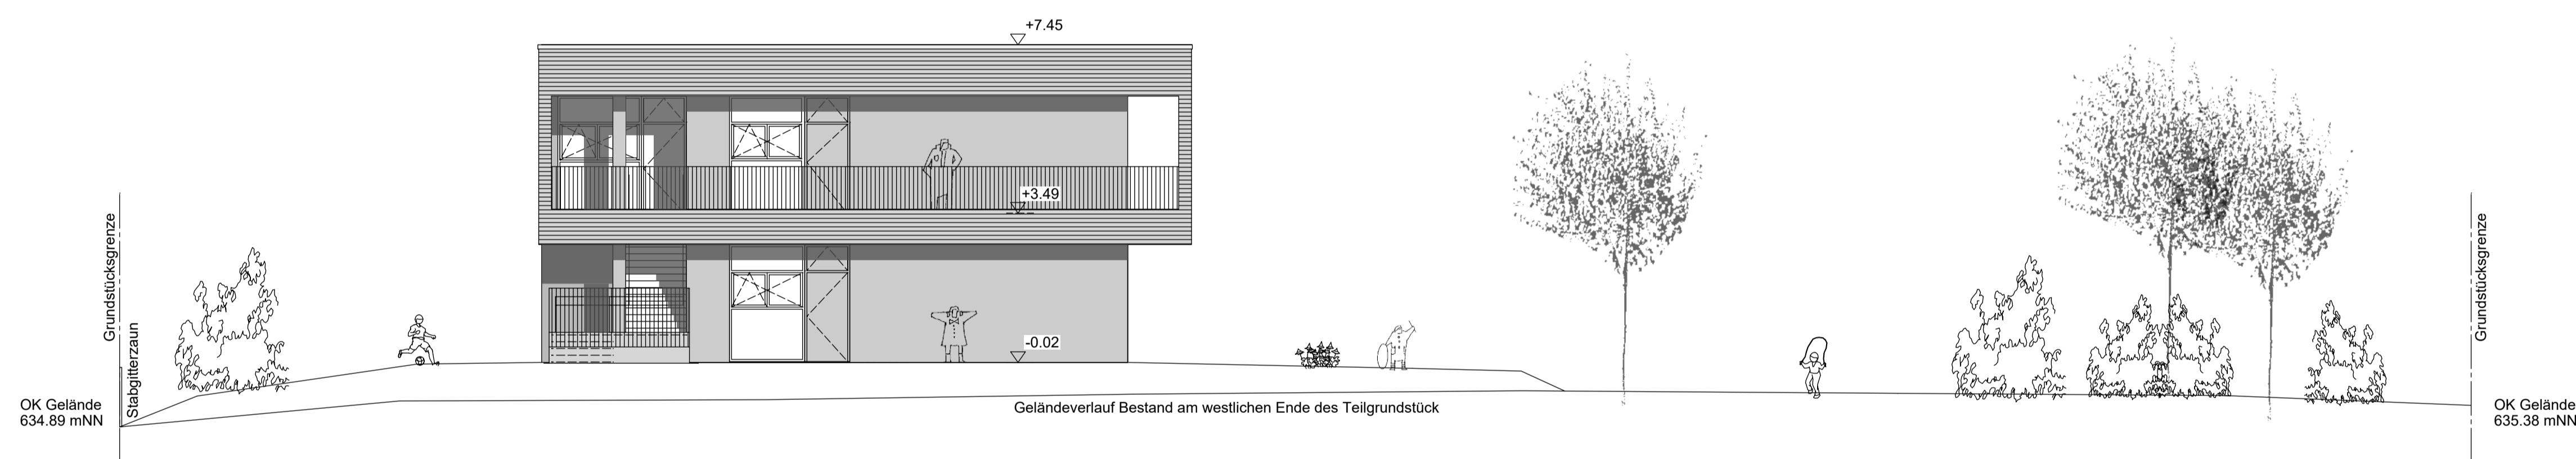 +7.45
+3.49
-0.02
Grundstücksgrenze
Stabgitterzaun
OK Gelände
634.89 mNN
Geländeverlauf Bestand am westlichen Ende des Teilgrundstück
Grundstücksgrenze
OK Gelände
635.38 mNN